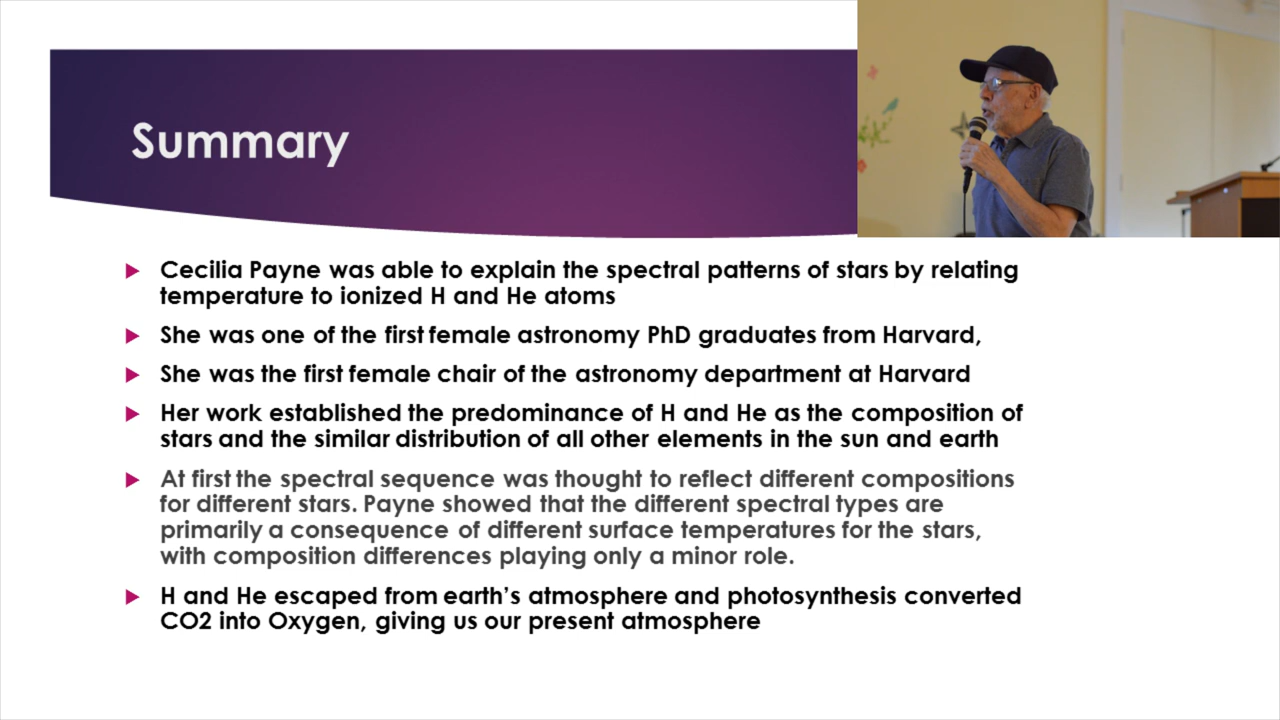 Summary
Cecilia Payne was able to explain the spectral patterns of stars by relating
temperature to ionized H and He atoms
She was one of the first female astronomy PhD graduates from Harvard,
She was the first female chair of the astronomy department at Harvard
Her work established the predominance of H and He as the composition of
stars and the similar distribution of all other elements in the sun and earth
At first the spectral sequence was thought to reflect different compositions
for different stars. Payne showed that the different spectral types are
primarily a consequence of different surface temperatures for the stars,
with composition differences playing only a minor role.
H and He escaped from earth’s atmosphere and photosynthesis converted
CO2 into Oxygen, giving us our present atmosphere